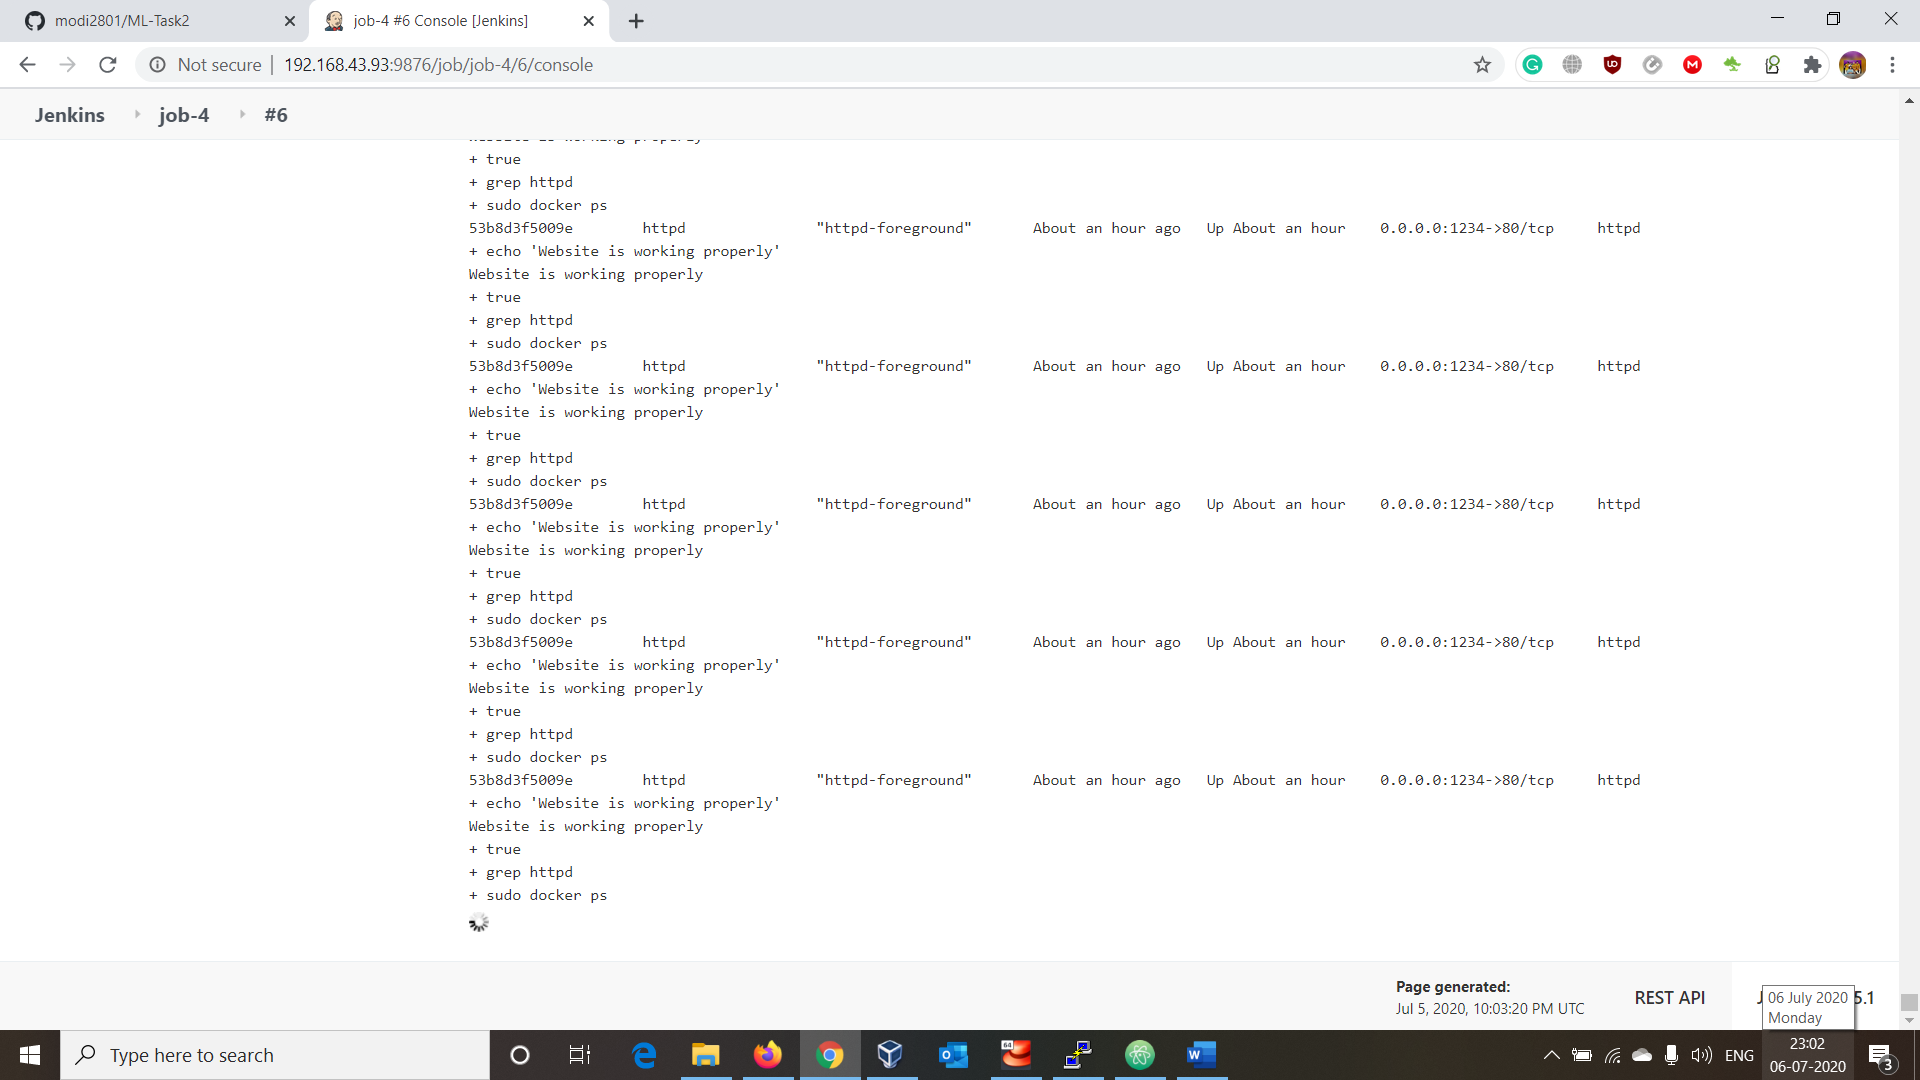 modi2801/ML-Task2
job-4 #6 Console [Jenkins]
Not secure
192.168.43.93:9876/job/job-4/6/console
Jenkins
job-4
#6
Website is working properly
+ true
+ grep httpd
+ sudo docker ps
53b8d3f5009e httpd "httpd-foreground" About an hour ago Up About an hour 0.0.0.0:1234->80/tcp httpd
+ echo 'Website is working properly'
Website is working properly
+ true
+ grep httpd
+ sudo docker ps
53b8d3f5009e httpd "httpd-foreground" About an hour ago Up About an hour 0.0.0.0:1234->80/tcp httpd
+ echo 'Website is working properly'
Website is working properly
+ true
+ grep httpd
+ sudo docker ps
53b8d3f5009e httpd "httpd-foreground" About an hour ago Up About an hour 0.0.0.0:1234->80/tcp httpd
+ echo 'Website is working properly'
Website is working properly
+ true
+ grep httpd
+ sudo docker ps
53b8d3f5009e httpd "httpd-foreground" About an hour ago Up About an hour 0.0.0.0:1234->80/tcp httpd
+ echo 'Website is working properly'
Website is working properly
+ true
+ grep httpd
+ sudo docker ps
53b8d3f5009e httpd "httpd-foreground" About an hour ago Up About an hour 0.0.0.0:1234->80/tcp httpd
+ echo 'Website is working properly'
Website is working properly
+ true
+ grep httpd
+ sudo docker ps
Page generated:
Jul 5, 2020, 10:03:20 PM UTC
REST API
5.1
06 July 2020
Monday
Type here to search
64
ENG
23:02
06-07-2020
3